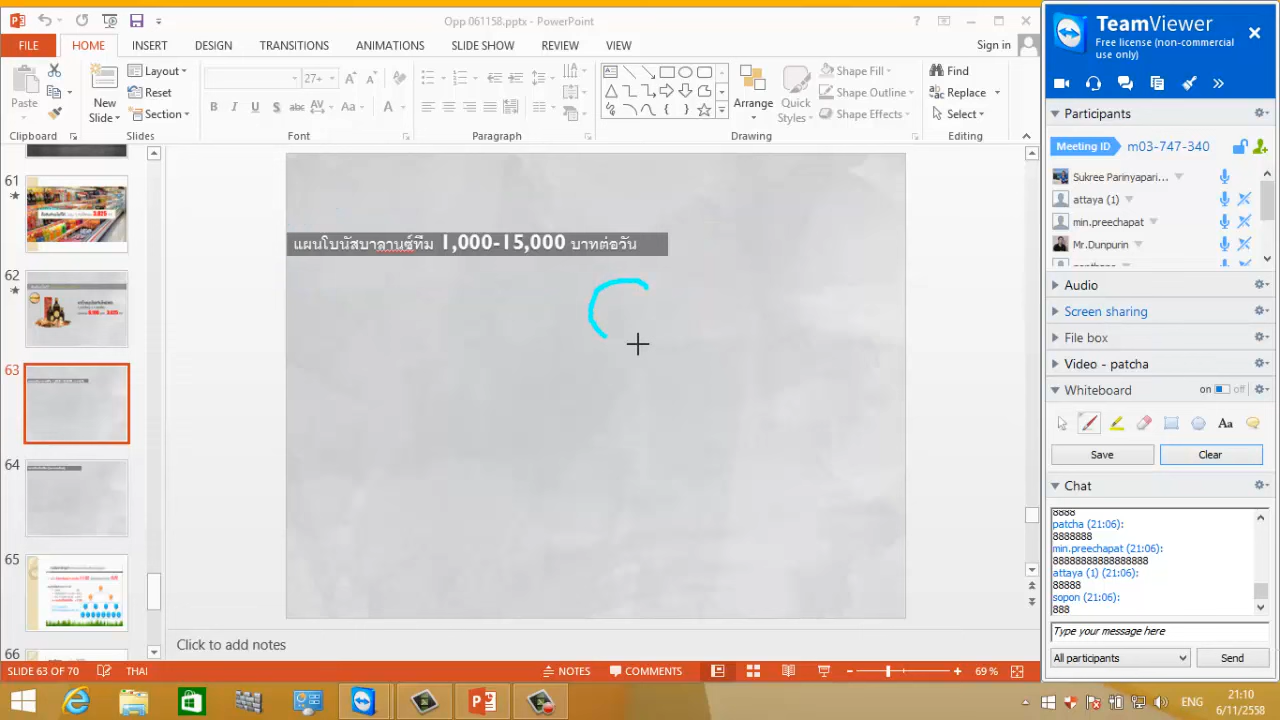 Opp 061158.pptx - PowerPoint
FILE HOME INSERT DESIGN TRANSITIONS ANIMATIONS SLIDE SHOW REVIEW VIEW Sign in
Paste
New Slide
Layout
Reset
Section
27+
Arrange
Quick Styles
Shape Fill
Shape Outline
Shape Effects
Find
Replace
Select
Clipboard Slides Font Paragraph Drawing Editing
61
62
63
64
65
66
แผนโบนัสบาลานซ์ทีม 1,000-15,000 บาทต่อวัน
Click to add notes
SLIDE 63 OF 70 THAI NOTES COMMENTS 69 %
TeamViewer
Free license (non-commercial
use only)
Participants
Meeting ID m03-747-340
Sukree Parinyapari...
attaya (1)
min.preechapat
Mr.Dunpurin
Audio
Screen sharing
File box
Video - patcha
Whiteboard on off
Aa
Save Clear
Chat
8888
patcha (21:06):
8888888
min.preechapat (21:06):
88888888888888888
attaya (1) (21:06):
88888
sopon (21:06):
888
Type your message here
All participants Send
ENG
21:10
6/11/2558